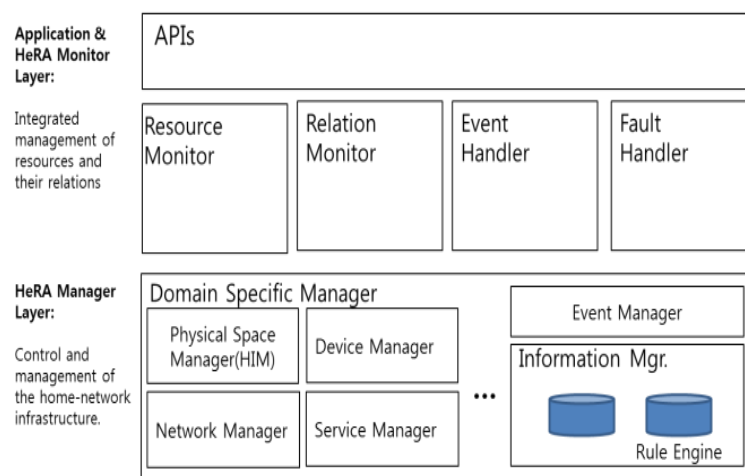 Application &
HeRA Monitor
Layer:
Integrated
management of
resources and
their relations
APIs
Resource
Monitor
Relation
Monitor
Event
Handler
Fault
Handler
HeRA Manager
Layer:
Control and
management of
the home-network
infrastructure.
Domain Specific Manager
Physical Space
Manager(HIM)
Device Manager
Network Manager
Service Manager
...
Event Manager
Information Mgr.
Rule Engine